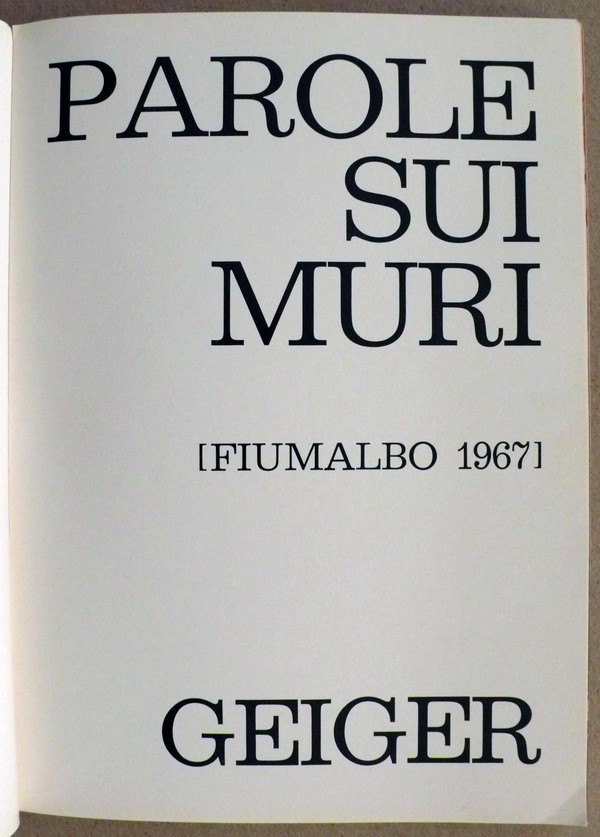 PAROLE
SUI
MURI
[FIUMALBO 1967]
GEIGER